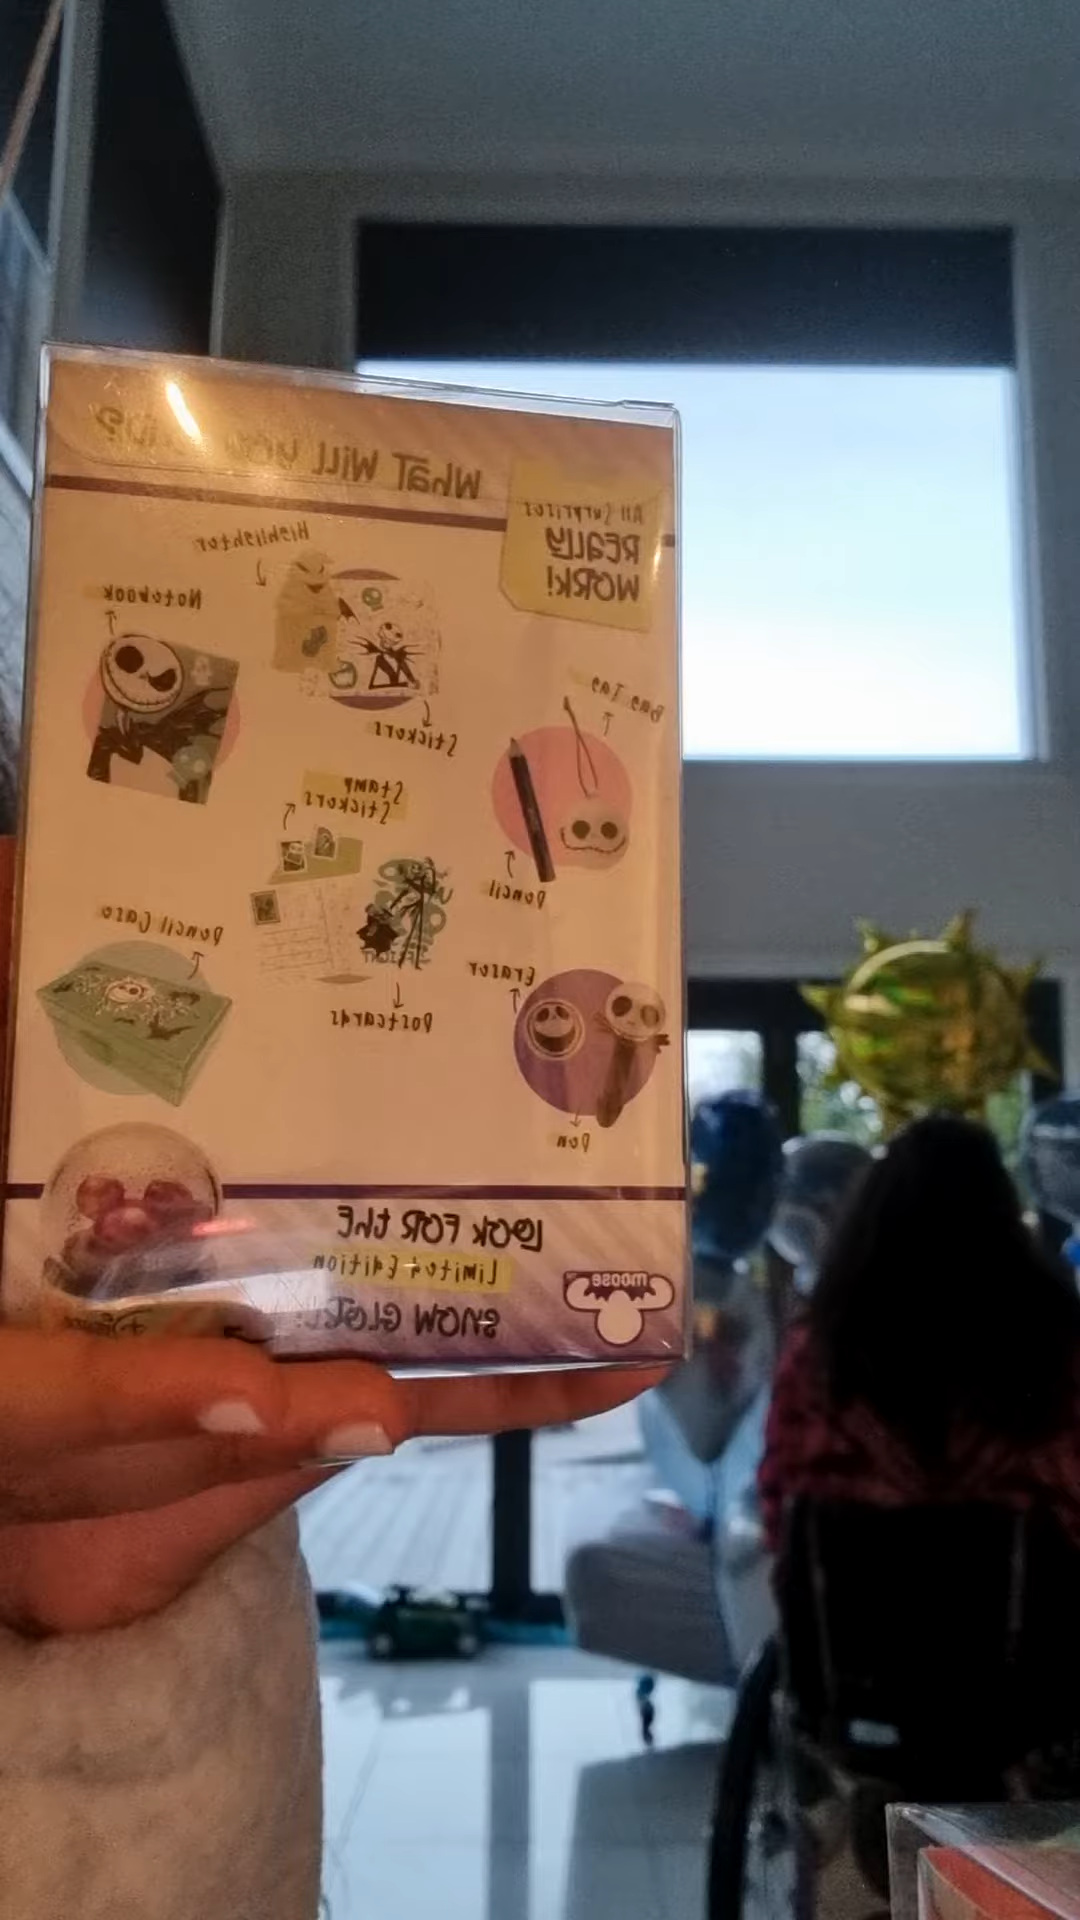 What Will you
All Surprises
REALLY
WORK!
Highlighter
Notebook
Stickers
Bag Tag
Stamp
Stickers
Pencil
Pencil Case
Eraser
Postcards
Pen
LOOK FOR the
Limited Edition
SNOW GLOBE!
moose